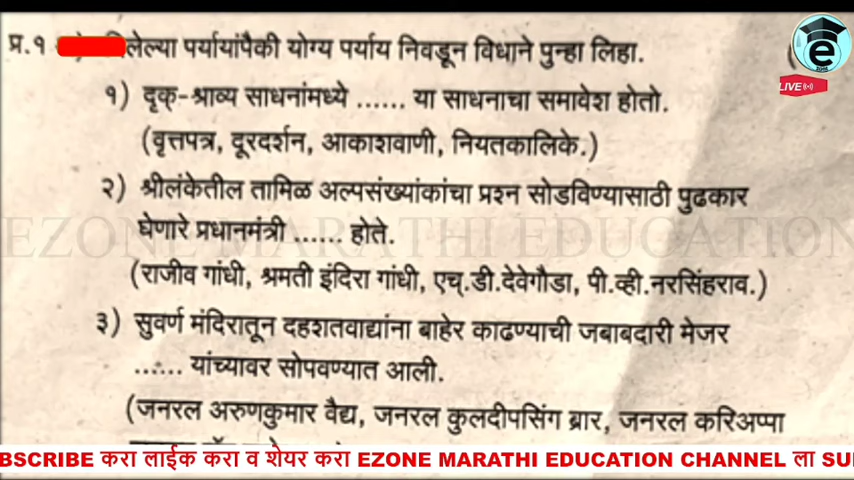 प्र.१ लेल्या पर्यायांपैकी योग्य पर्याय निवडून विधाने पुन्हा लिहा.
e
EZONE
LIVE
१) दृक्-श्राव्य साधनांमध्ये ...... या साधनाचा समावेश होतो.
(वृत्तपत्र, दूरदर्शन, आकाशवाणी, नियतकालिके.)
२) श्रीलंकेतील तामिळ अल्पसंख्यांकांचा प्रश्न सोडविण्यासाठी पुढकार
EZONE MARATHI EDUCATION
घेणारे प्रधानमंत्री ...... होते.
(राजीव गांधी, श्रमती इंदिरा गांधी, एच्.डी.देवेगौडा, पी.व्ही.नरसिंहराव.)
३) सुवर्ण मंदिरातून दहशतवाद्यांना बाहेर काढण्याची जबाबदारी मेजर
...... यांच्यावर सोपवण्यात आली.
(जनरल अरुणकुमार वैद्य, जनरल कुलदीपसिंग ब्रार, जनरल करिअप्पा
BSCRIBE करा लाईक करा व शेयर करा EZONE MARATHI EDUCATION CHANNEL ला SU